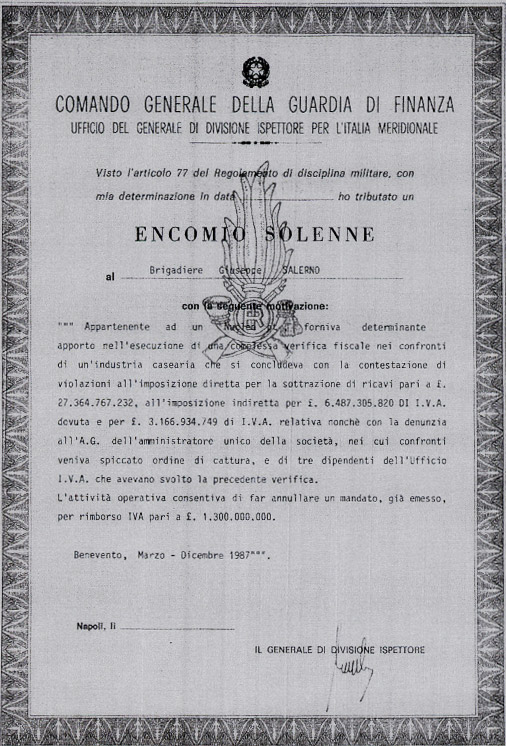 COMANDO GENERALE DELLA GUARDIA DI FINANZA
UFFICIO DEL GENERALE DI DIVISIONE ISPETTORE PER L'ITALIA MERIDIONALE
Visto l'articolo 77 del Regolamento di disciplina militare, con
mia determinazione in data ho tributato un
ENCOMIO SOLENNE
al Brigadiere Giuseppe SALERNO
con la seguente motivazione:
""" Appartenente ad un Nucleo forniva determinante
apporto nell'esecuzione di una complessa verifica fiscale nei confronti
di un'industria casearia che si concludeva con la contestazione di
violazioni all'imposizione diretta per la sottrazione di ricavi pari a £.
27.364.767.232, all'imposizione indiretta per £. 6.487.305.820 DI I.V.A.
dovuta e per £. 3.166.934.749 di I.V.A. relativa nonchè con la denunzia
all'A.G. dell'amministratore unico della società, nei cui confronti
veniva spiccato ordine di cattura, e di tre dipendenti dell'Ufficio
I.V.A. che avevano svolto la precedente verifica.
L'attività operativa consentiva di far annullare un mandato, già emesso,
per rimborso IVA pari a £. 1.300.000.000.
Benevento, Marzo - Dicembre 1987""".
Napoli, lì
IL GENERALE DI DIVISIONE ISPETTORE